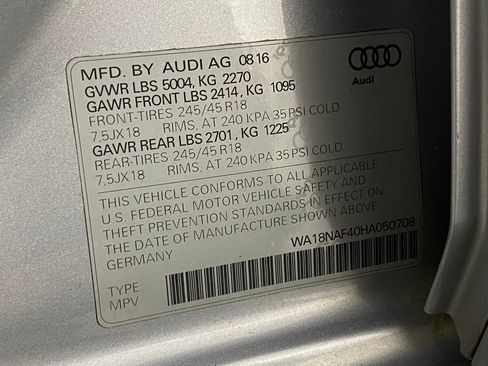 MFD. BY AUDI AG 08 16
GVWR LBS 5004, KG 2270
GAWR FRONT LBS 2414, KG 1095
FRONT-TIRES 245/45 R18
7,5JX18 RIMS, AT 240 KPA 35 PSI COLD
GAWR REAR LBS 2701, KG 1225
REAR-TIRES 245/45 R18
7,5JX18 RIMS, AT 240 KPA 35 PSI COLD
Audi
THIS VEHICLE CONFORMS TO ALL APPLICABLE
U.S. FEDERAL MOTOR VEHICLE SAFETY AND
THEFT PREVENTION STANDARDS IN EFFECT ON
THE DATE OF MANUFACTURE SHOWN ABOVE
GERMANY
WA18NAF40HA050708
TYPE
MPV